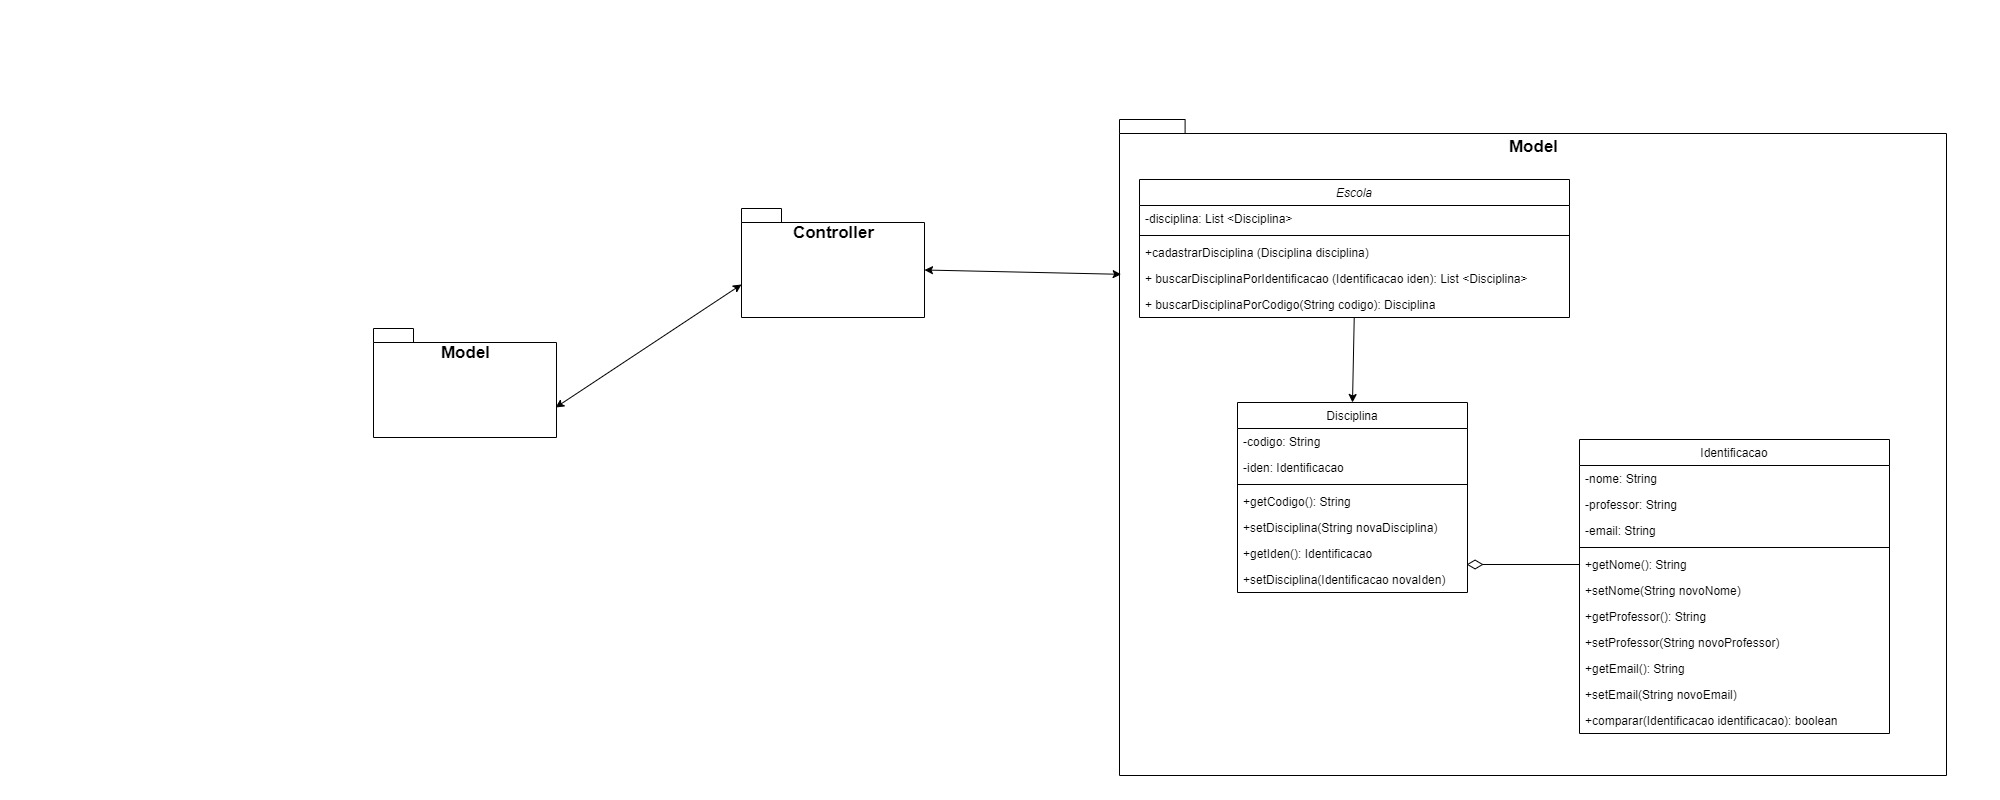 Model
Controller
Model
Escola
-disciplina: List <Disciplina>
+cadastrarDisciplina (Disciplina disciplina)
+ buscarDisciplinaPorIdentificacao (Identificacao iden): List <Disciplina>
+ buscarDisciplinaPorCodigo(String codigo): Disciplina
Disciplina
-codigo: String
-iden: Identificacao
+getCodigo(): String
+setDisciplina(String novaDisciplina)
+getIden(): Identificacao
+setDisciplina(Identificacao novaIden)
Identificacao
-nome: String
-professor: String
-email: String
+getNome(): String
+setNome(String novoNome)
+getProfessor(): String
+setProfessor(String novoProfessor)
+getEmail(): String
+setEmail(String novoEmail)
+comparar(Identificacao identificacao): boolean